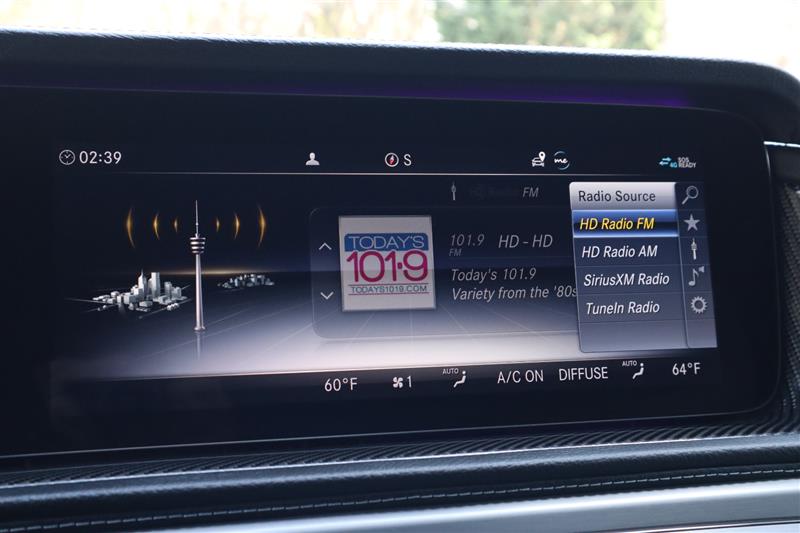 02:39
S
me
4G
SOS
READY
HD Radio FM
Radio Source
HD Radio FM
HD Radio AM
SiriusXM Radio
TuneIn Radio
TODAY'S
101.9
TODAYS1019.COM
101.9
FM
HD - HD
Today's 101.9
Variety from the '80s
60°F
1
AUTO
A/C ON
DIFFUSE
AUTO
64°F